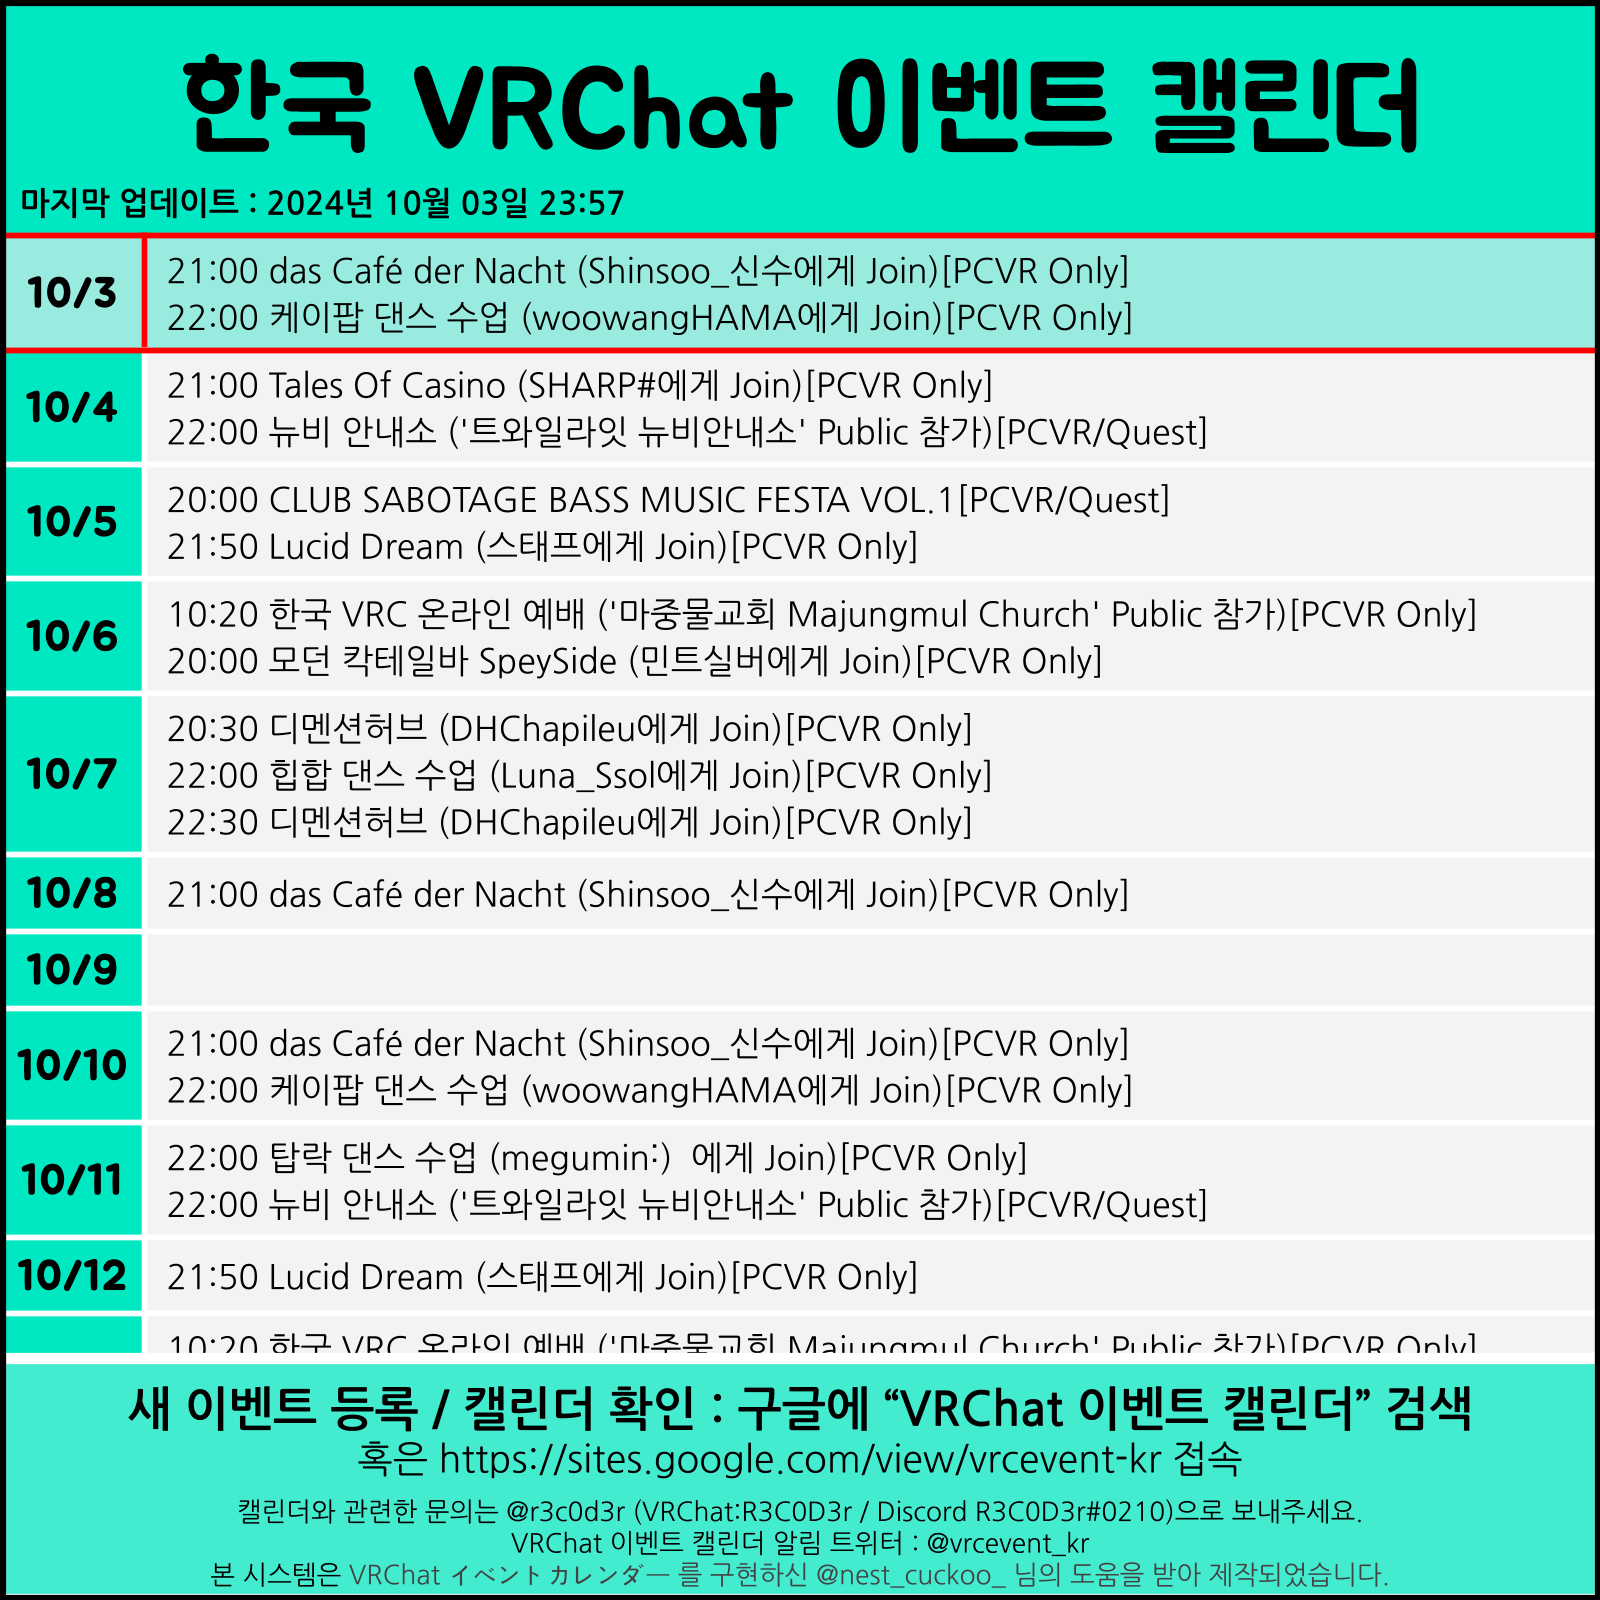 한국 VRChat 이벤트 캘린더
마지막 업데이트 : 2024년 10월 03일 23:57
10/3
21:00 das Café der Nacht (Shinsoo_신수에게 Join)[PCVR Only]
22:00 케이팝 댄스 수업 (woowangHAMA에게 Join)[PCVR Only]
10/4
21:00 Tales Of Casino (SHARP#에게 Join)[PCVR Only]
22:00 뉴비 안내소 ('트와일라잇 뉴비안내소' Public 참가)[PCVR/Quest]
10/5
20:00 CLUB SABOTAGE BASS MUSIC FESTA VOL.1[PCVR/Quest]
21:50 Lucid Dream (스태프에게 Join)[PCVR Only]
10/6
10:20 한국 VRC 온라인 예배 ('마중물교회 Majungmul Church' Public 참가)[PCVR Only]
20:00 모던 칵테일바 SpeySide (민트실버에게 Join)[PCVR Only]
10/7
20:30 디멘션허브 (DHChapileu에게 Join)[PCVR Only]
22:00 힙합 댄스 수업 (Luna_Ssol에게 Join)[PCVR Only]
22:30 디멘션허브 (DHChapileu에게 Join)[PCVR Only]
10/8
21:00 das Café der Nacht (Shinsoo_신수에게 Join)[PCVR Only]
10/9
10/10
21:00 das Café der Nacht (Shinsoo_신수에게 Join)[PCVR Only]
22:00 케이팝 댄스 수업 (woowangHAMA에게 Join)[PCVR Only]
10/11
22:00 탑락 댄스 수업 (megumin:)  에게 Join)[PCVR Only]
22:00 뉴비 안내소 ('트와일라잇 뉴비안내소' Public 참가)[PCVR/Quest]
10/12
21:50 Lucid Dream (스태프에게 Join)[PCVR Only]
10:20 한국 VRC 온라인 예배 ('마중물교회 Majungmul Church' Public 참가)[PCVR Only]
새 이벤트 등록 / 캘린더 확인 : 구글에 “VRChat 이벤트 캘린더” 검색
혹은 https://sites.google.com/view/vrcevent-kr 접속
캘린더와 관련한 문의는 @r3c0d3r (VRChat:R3C0D3r / Discord R3C0D3r#0210)으로 보내주세요.
VRChat 이벤트 캘린더 알림 트위터 : @vrcevent_kr
본 시스템은 VRChat イベントカレンダー 를 구현하신 @nest_cuckoo_ 님의 도움을 받아 제작되었습니다.